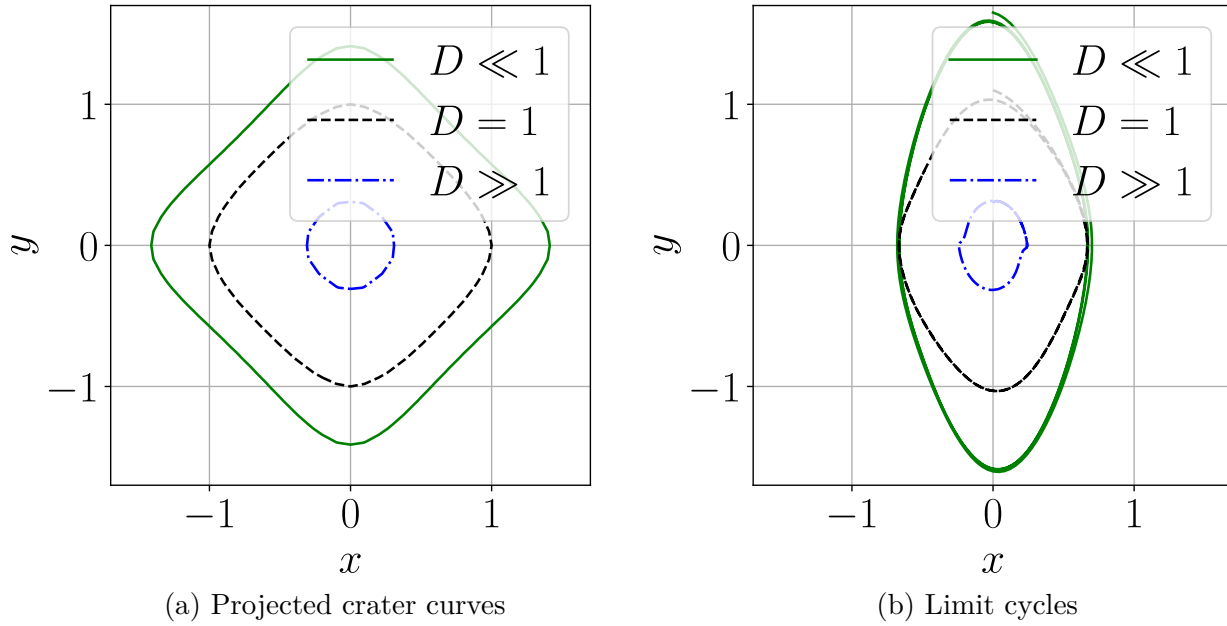 D ≪ 1
D = 1
D ≫ 1
1
0
−1
y
−1
0
1
x
(a) Projected crater curves
D ≪ 1
D = 1
D ≫ 1
1
0
−1
y
−1
0
1
x
(b) Limit cycles